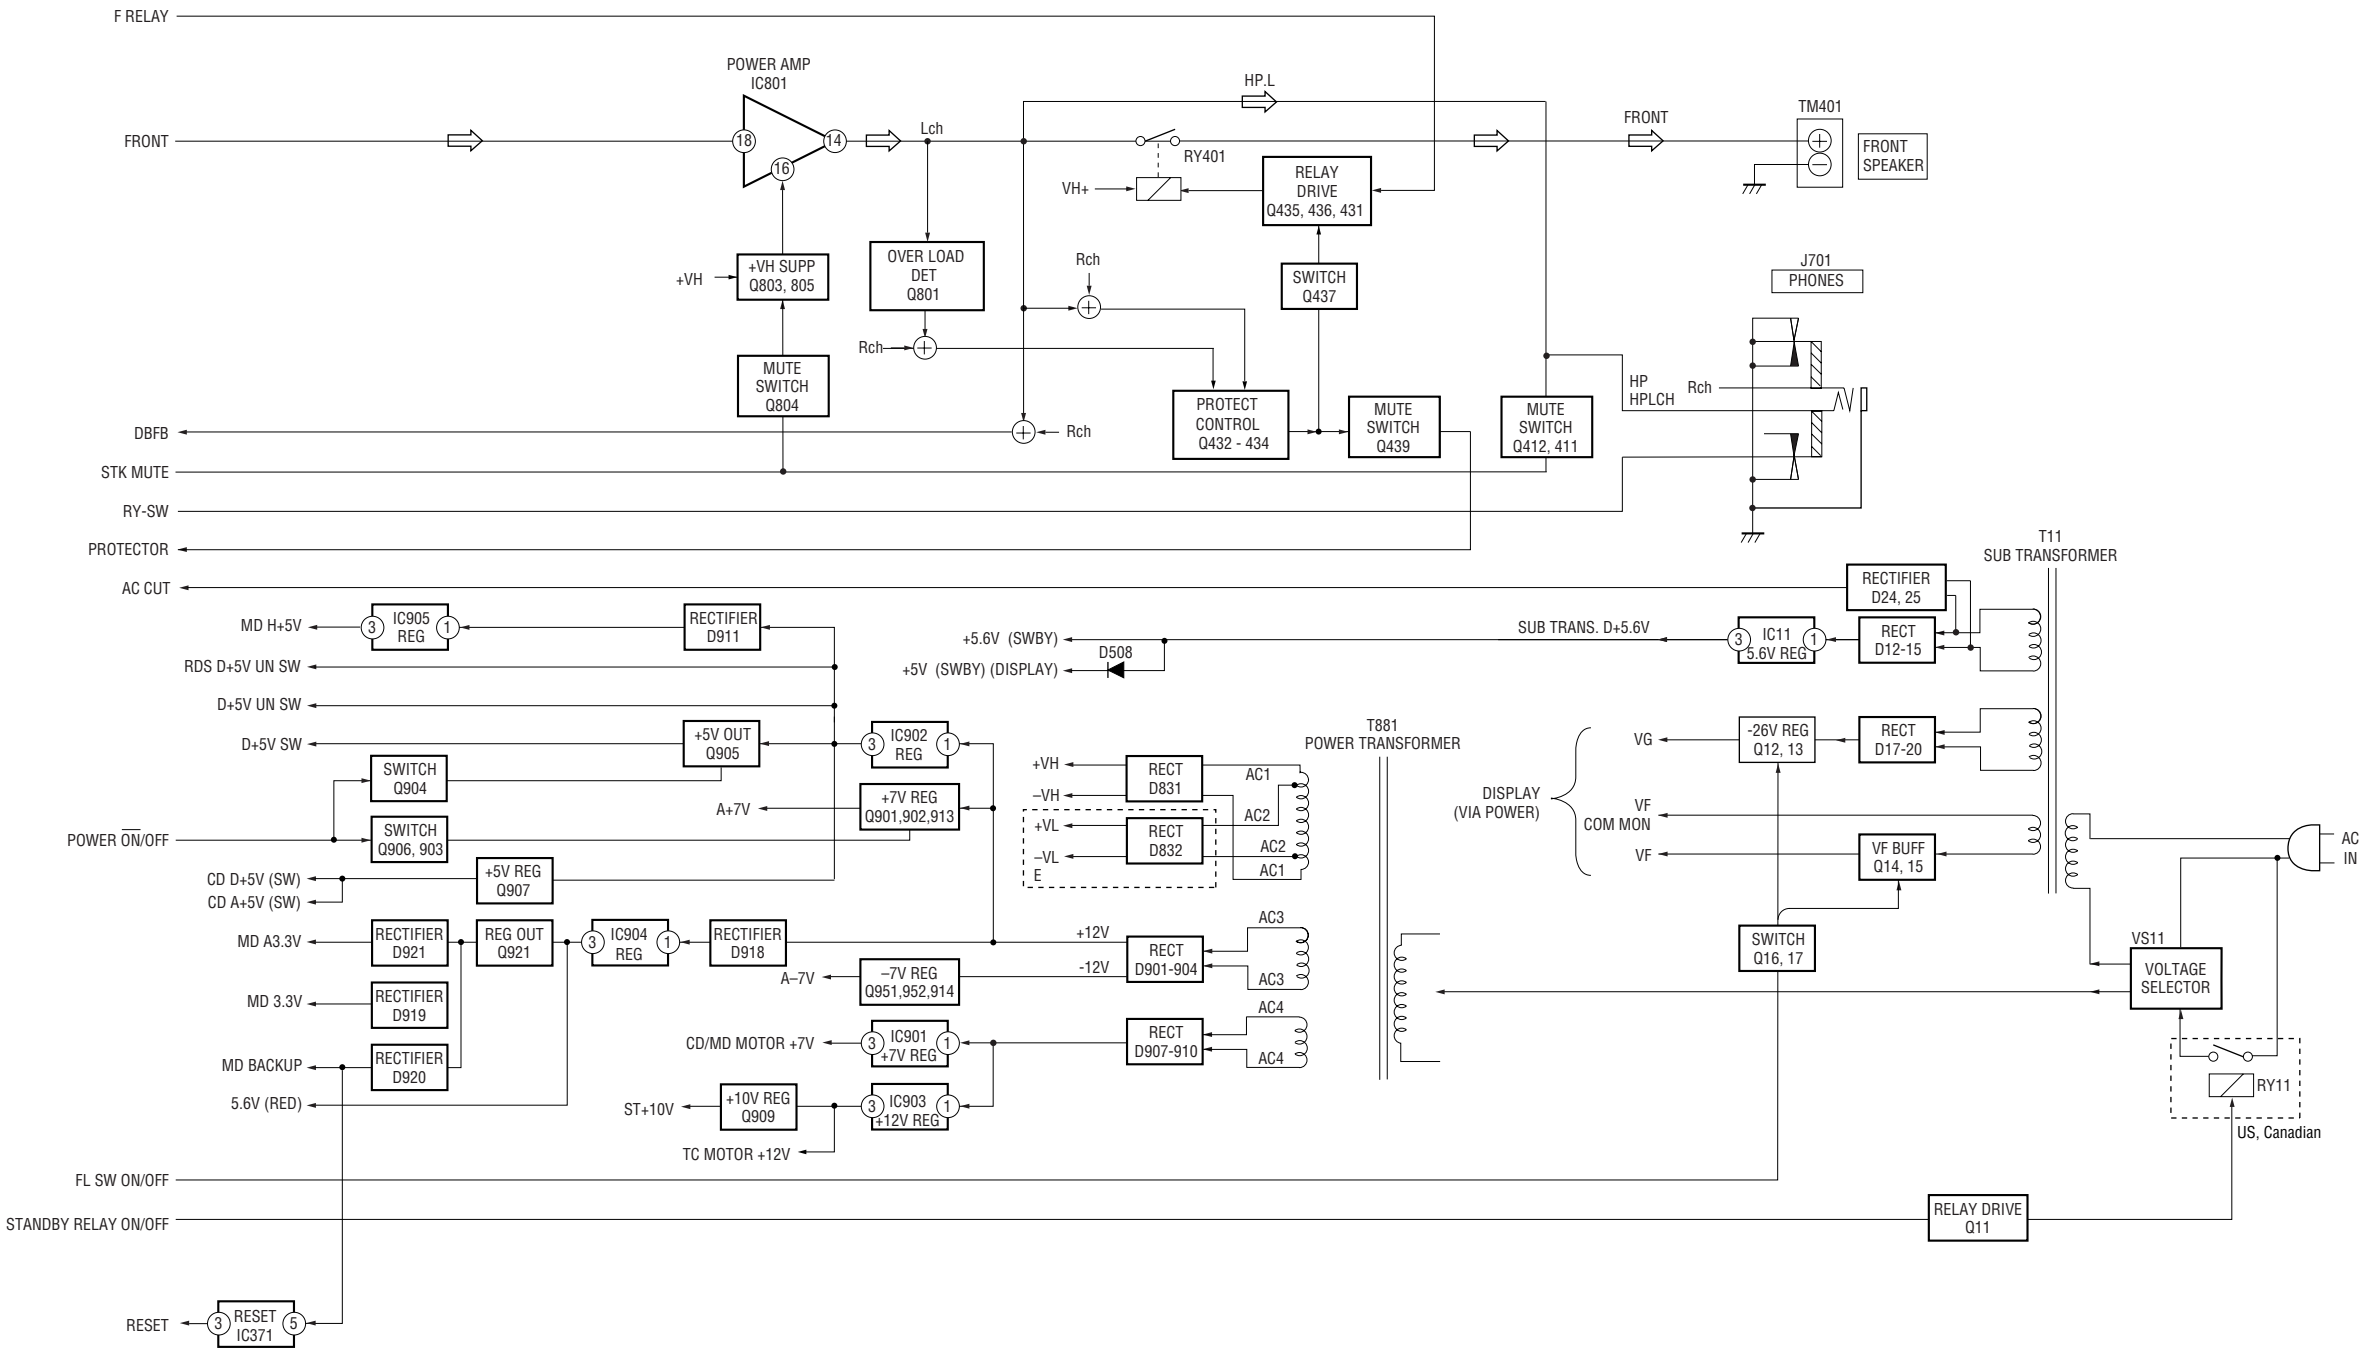 F RELAY
POWER AMP
IC801
HP.L
TM401
FRONT
18
14
16
Lch
RY401
FRONT
+
−
FRONT
SPEAKER
VH+
RELAY
DRIVE
Q435, 436, 431
+VH
+VH SUPP
Q803, 805
OVER LOAD
DET
Q801
Rch
+
SWITCH
Q437
J701
PHONES
Rch
+
MUTE
SWITCH
Q804
PROTECT
CONTROL
Q432 - 434
MUTE
SWITCH
Q439
MUTE
SWITCH
Q412, 411
HP
HPLCH
Rch
DBFB
+
Rch
STK MUTE
RY-SW
PROTECTOR
AC CUT
T11
SUB TRANSFORMER
RECTIFIER
D24, 25
MD H+5V
3
IC905
REG
1
RECTIFIER
D911
+5.6V (SWBY)
SUB TRANS. D+5.6V
3
IC11
5.6V REG
1
RECT
D12-15
RDS D+5V UN SW
+5V (SWBY) (DISPLAY)
D508
D+5V UN SW
D+5V SW
+5V OUT
Q905
3
IC902
REG
1
T881
POWER TRANSFORMER
VG
-26V REG
Q12, 13
RECT
D17-20
SWITCH
Q904
+VH
–VH
RECT
D831
AC1
DISPLAY
(VIA POWER)
A+7V
+7V REG
Q901,902,913
+VL
–VL
E
RECT
D832
AC2
AC2
AC1
VF
COM MON
VF
VF BUFF
Q14, 15
AC
IN
POWER ON/OFF
SWITCH
Q906, 903
CD D+5V (SW)
CD A+5V (SW)
+5V REG
Q907
MD A3.3V
RECTIFIER
D921
REG OUT
Q921
3
IC904
REG
1
RECTIFIER
D918
+12V
-12V
RECT
D901-904
AC3
AC3
SWITCH
Q16, 17
VS11
VOLTAGE
SELECTOR
A–7V
–7V REG
Q951,952,914
MD 3.3V
RECTIFIER
D919
CD/MD MOTOR +7V
3
IC901
+7V REG
1
RECT
D907-910
AC4
AC4
MD BACKUP
RECTIFIER
D920
RY11
5.6V (RED)
ST+10V
+10V REG
Q909
3
IC903
+12V REG
1
US, Canadian
TC MOTOR +12V
FL SW ON/OFF
STANDBY RELAY ON/OFF
RELAY DRIVE
Q11
RESET
3
RESET
IC371
5